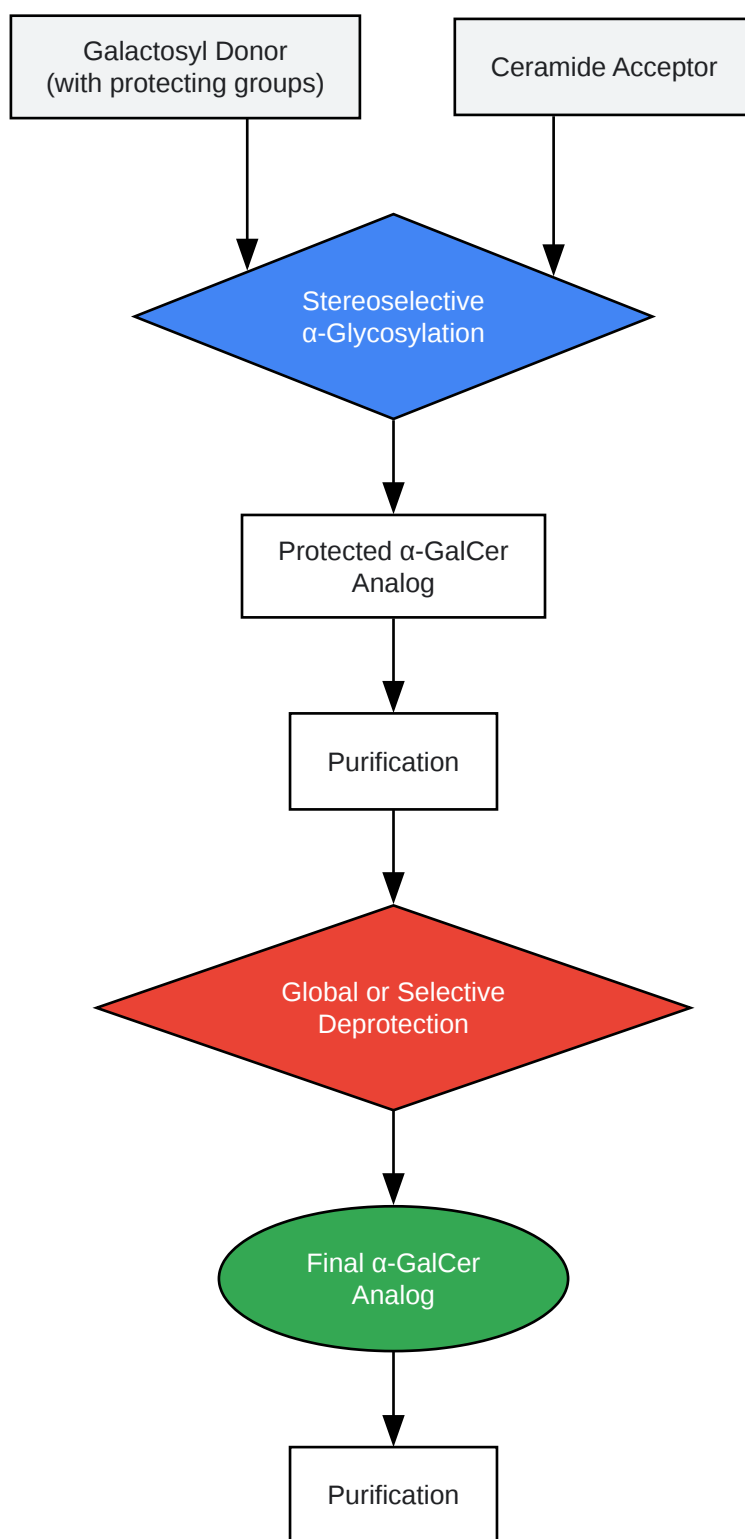 Galactosyl Donor
(with protecting groups)
Ceramide Acceptor
Stereoselective
α-Glycosylation
Protected α-GalCer
Analog
Purification
Global or Selective
Deprotection
Final α-GalCer
Analog
Purification